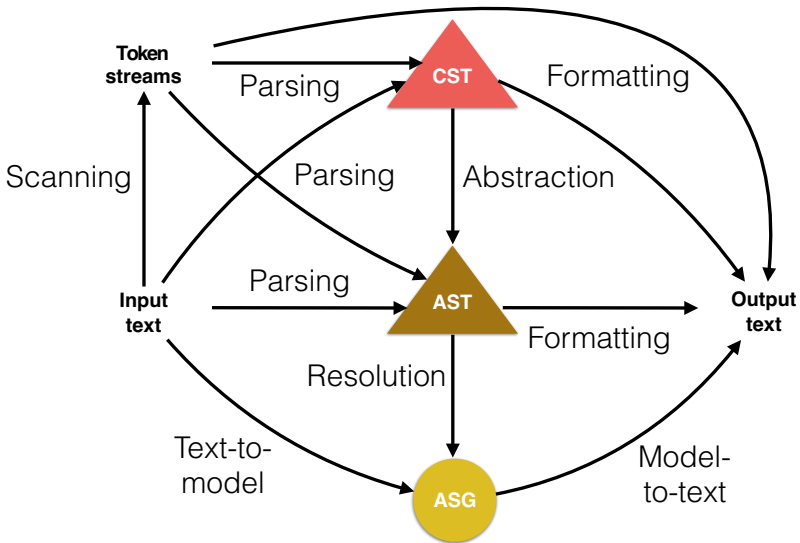 Token
streams
CST
Parsing
Formatting
Scanning
Parsing
Abstraction
Input
text
Parsing
AST
Formatting
Output
text
Resolution
Text-to-
model
ASG
Model-
to-text